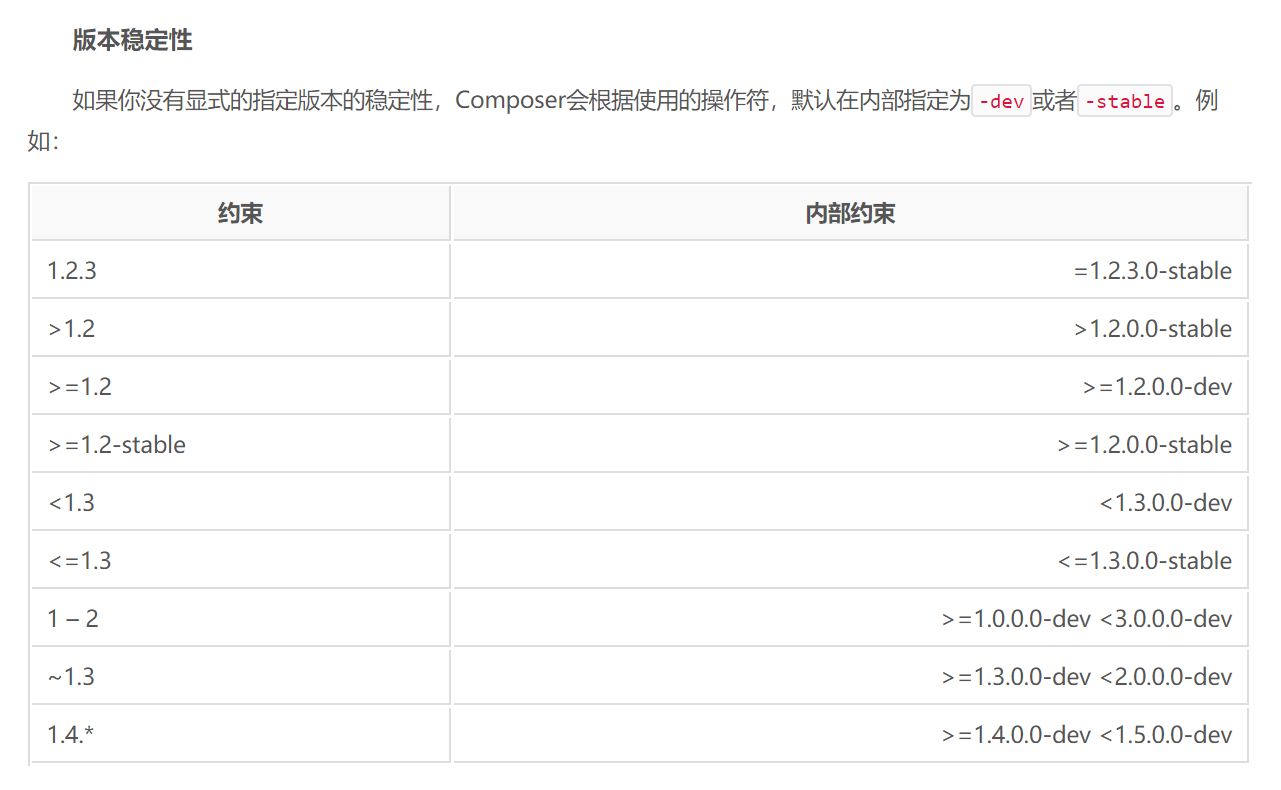 版本稳定性
如果你没有显式的指定版本的稳定性，Composer会根据使用的操作符，默认在内部指定为-dev或者-stable。例
如：
约束 内部约束
1.2.3 =1.2.3.0-stable
>1.2 >1.2.0.0-stable
>=1.2 >=1.2.0.0-dev
>=1.2-stable >=1.2.0.0-stable
<1.3 <1.3.0.0-dev
<=1.3 <=1.3.0.0-stable
1 – 2 >=1.0.0.0-dev <3.0.0.0-dev
~1.3 >=1.3.0.0-dev <2.0.0.0-dev
1.4.* >=1.4.0.0-dev <1.5.0.0-dev